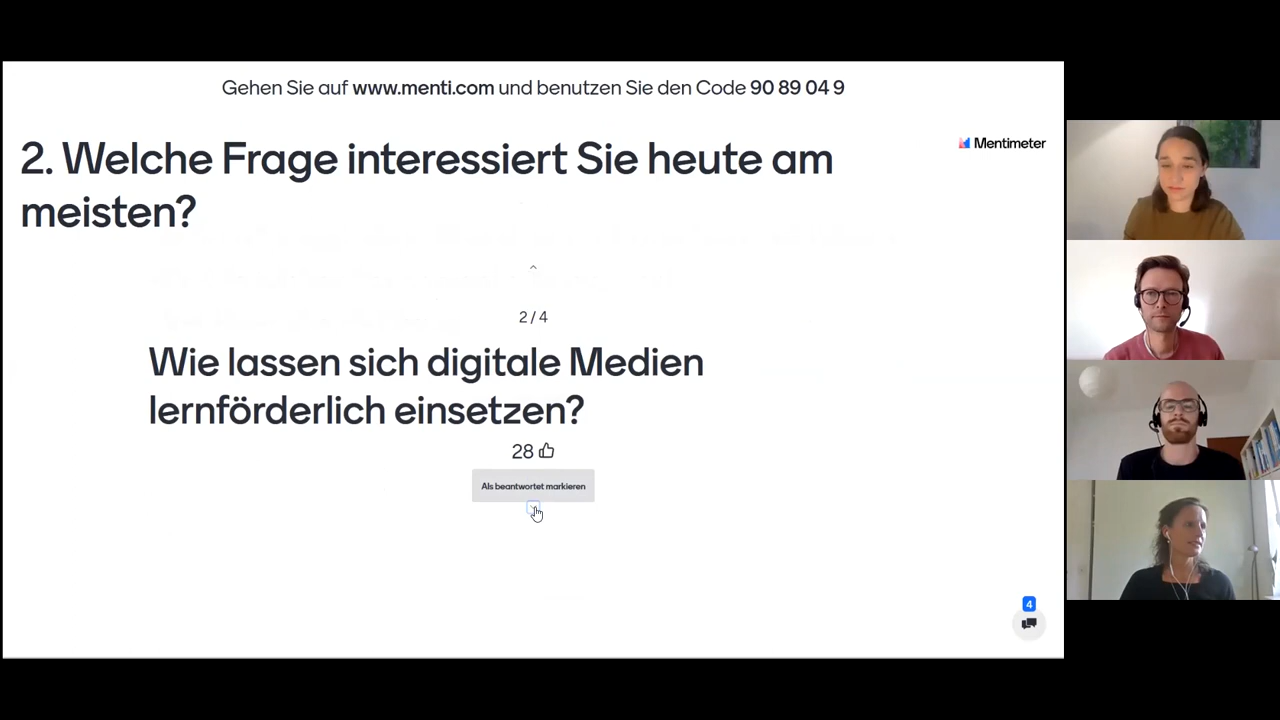 Gehen Sie auf www.menti.com und benutzen Sie den Code 90 89 04 9
Mentimeter
2. Welche Frage interessiert Sie heute am
meisten?
2 / 4
Wie lassen sich digitale Medien
lernförderlich einsetzen?
28
Als beantwortet markieren
4